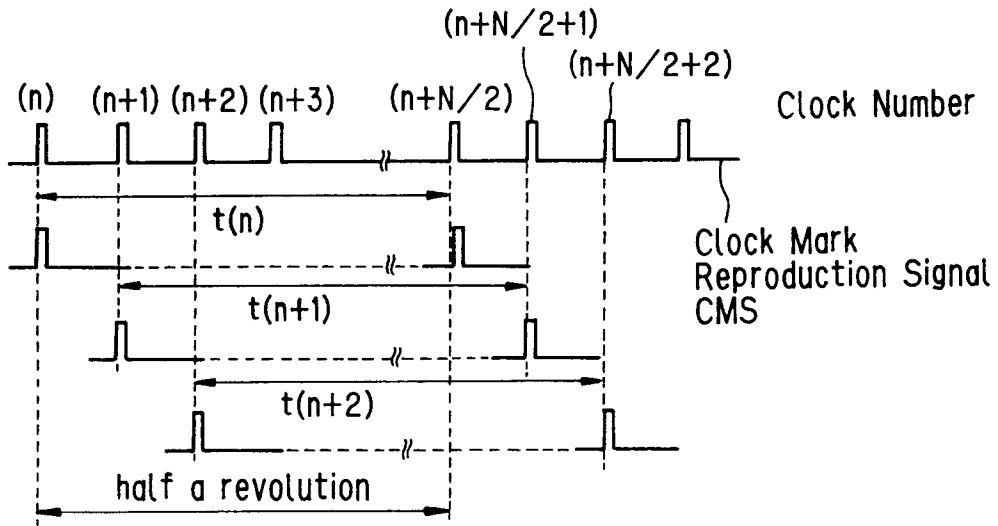 (n+N/2+1)
(n+N/2+2)
(n) (n+1) (n+2) (n+3) (n+N/2) Clock Number
t(n)
Clock Mark
Reproduction Signal
CMS
t(n+1)
t(n+2)
half a revolution